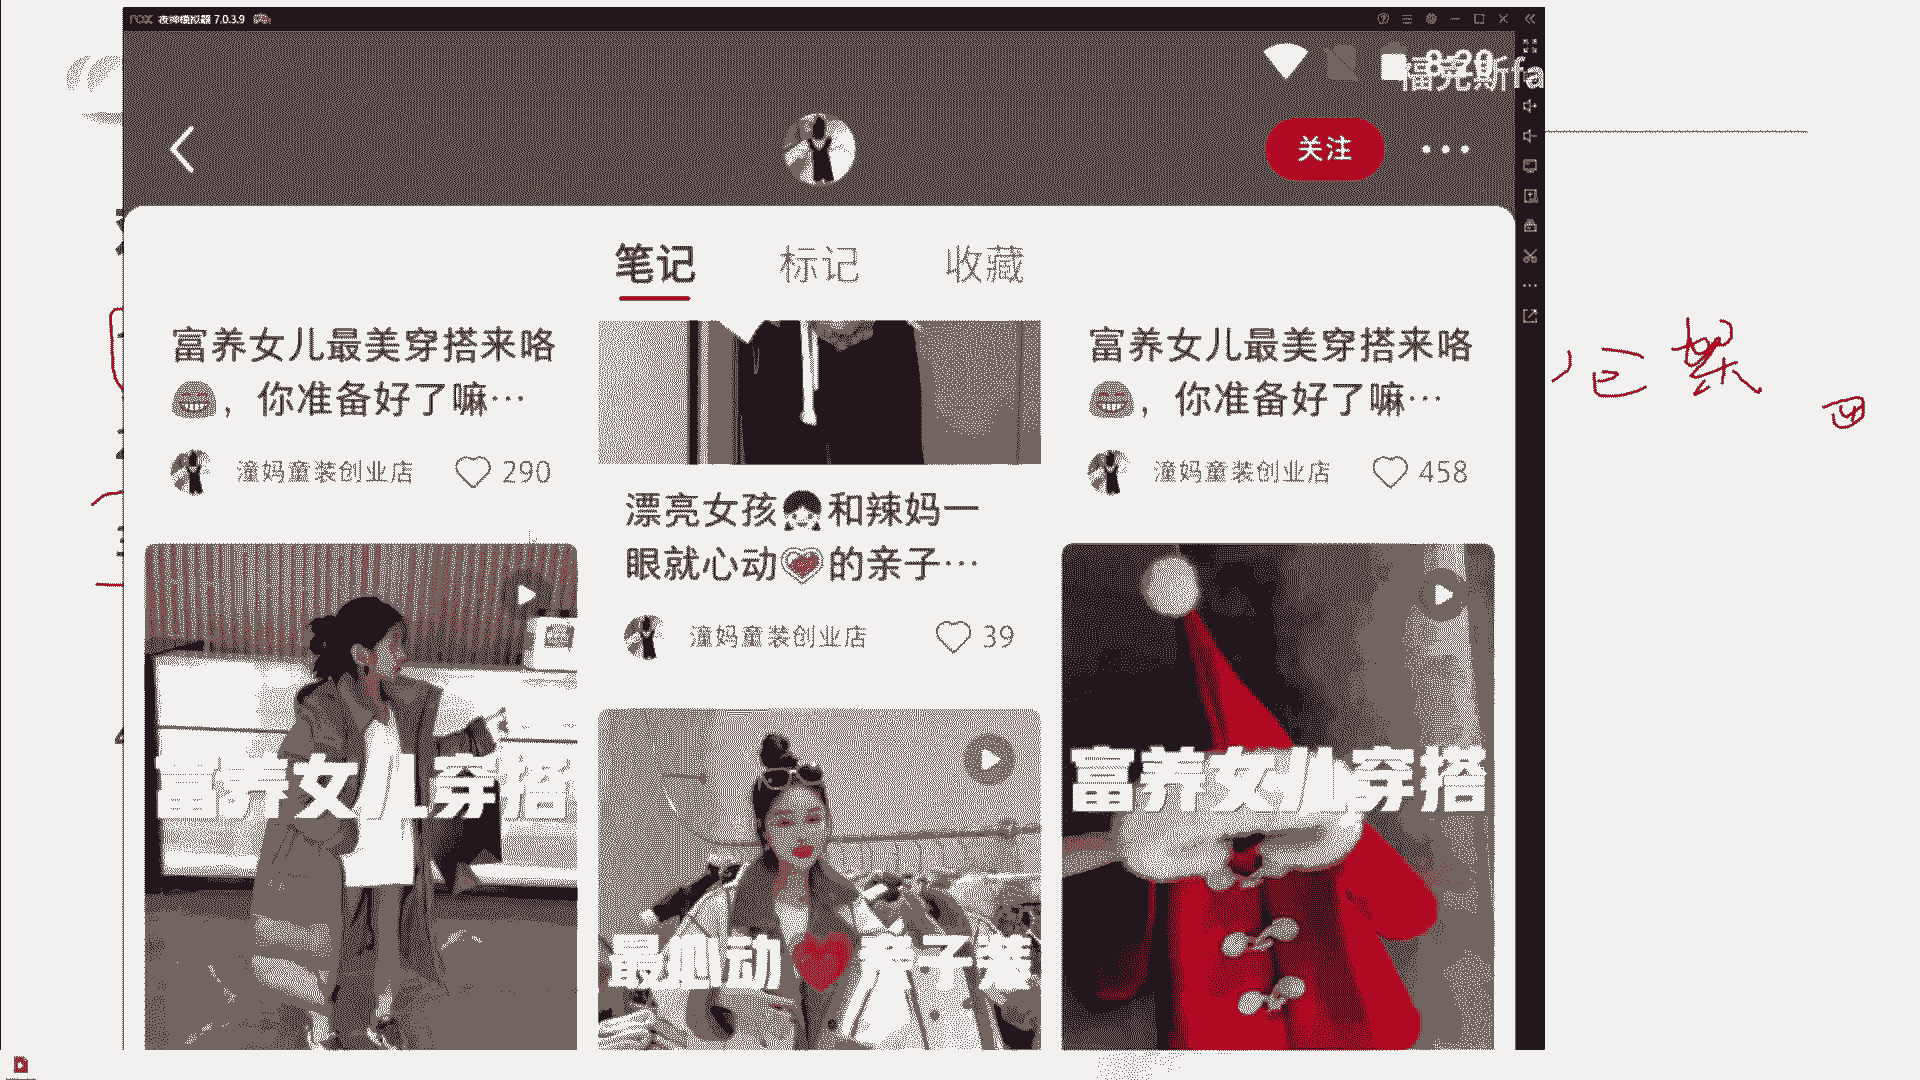 nox 夜神模拟器 7.0.3.9
8:20
福克斯fa
关注
笔记 标记 收藏
富养女儿最美穿搭来咯
😁，你准备好了嘛…
潼妈童装创业店 290
漂亮女孩👧和辣妈一
眼就心动💓的亲子…
潼妈童装创业店 39
富养女儿最美穿搭来咯
😁，你准备好了嘛…
潼妈童装创业店 458
富养女儿穿搭
最心动❤亲子装
富养女儿穿搭